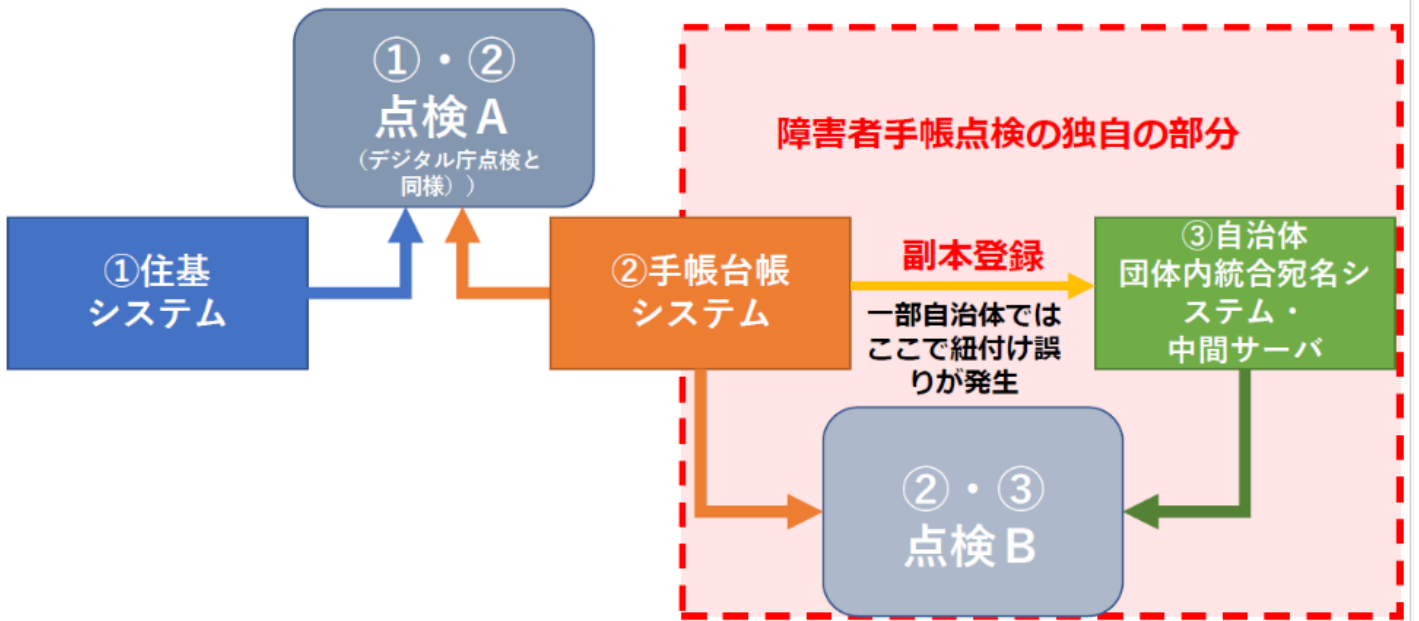 ①・②
点検A
（デジタル庁点検と
同様））
障害者手帳点検の独自の部分
①住基
システム
②手帳台帳
システム
副本登録
一部自治体では
ここで紐付け誤
りが発生
③自治体
団体内統合宛名シ
ステム・
中間サーバ
②・③
点検B